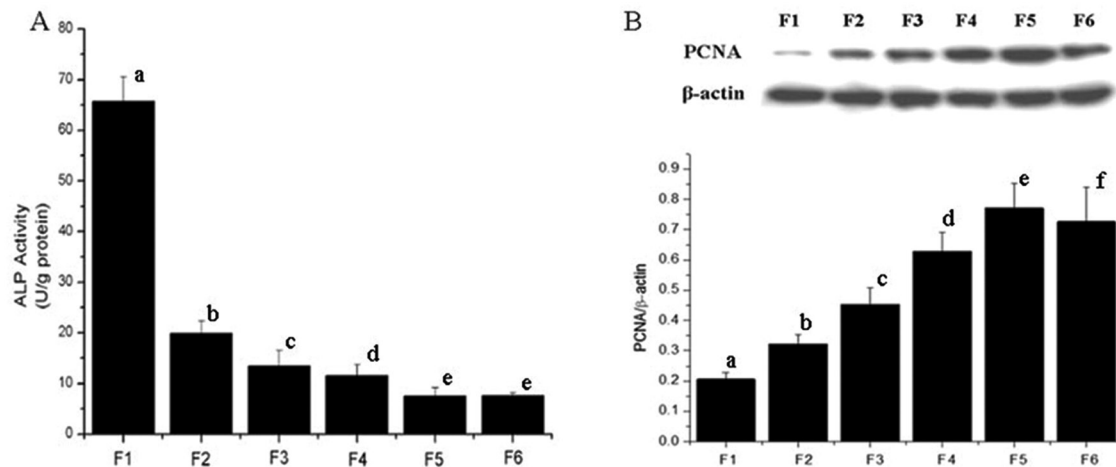 A
80
70
60
50
40
30
20
10
0
ALP Activity
(U/g protein)
a
b
c
d
e
e
F1 F2 F3 F4 F5 F6
B
F1 F2 F3 F4 F5 F6
PCNA
β-actin
0.9
0.8
0.7
0.6
0.5
0.4
0.3
0.2
0.1
0.0
PCNA/β-actin
a
b
c
d
e
f
F1 F2 F3 F4 F5 F6